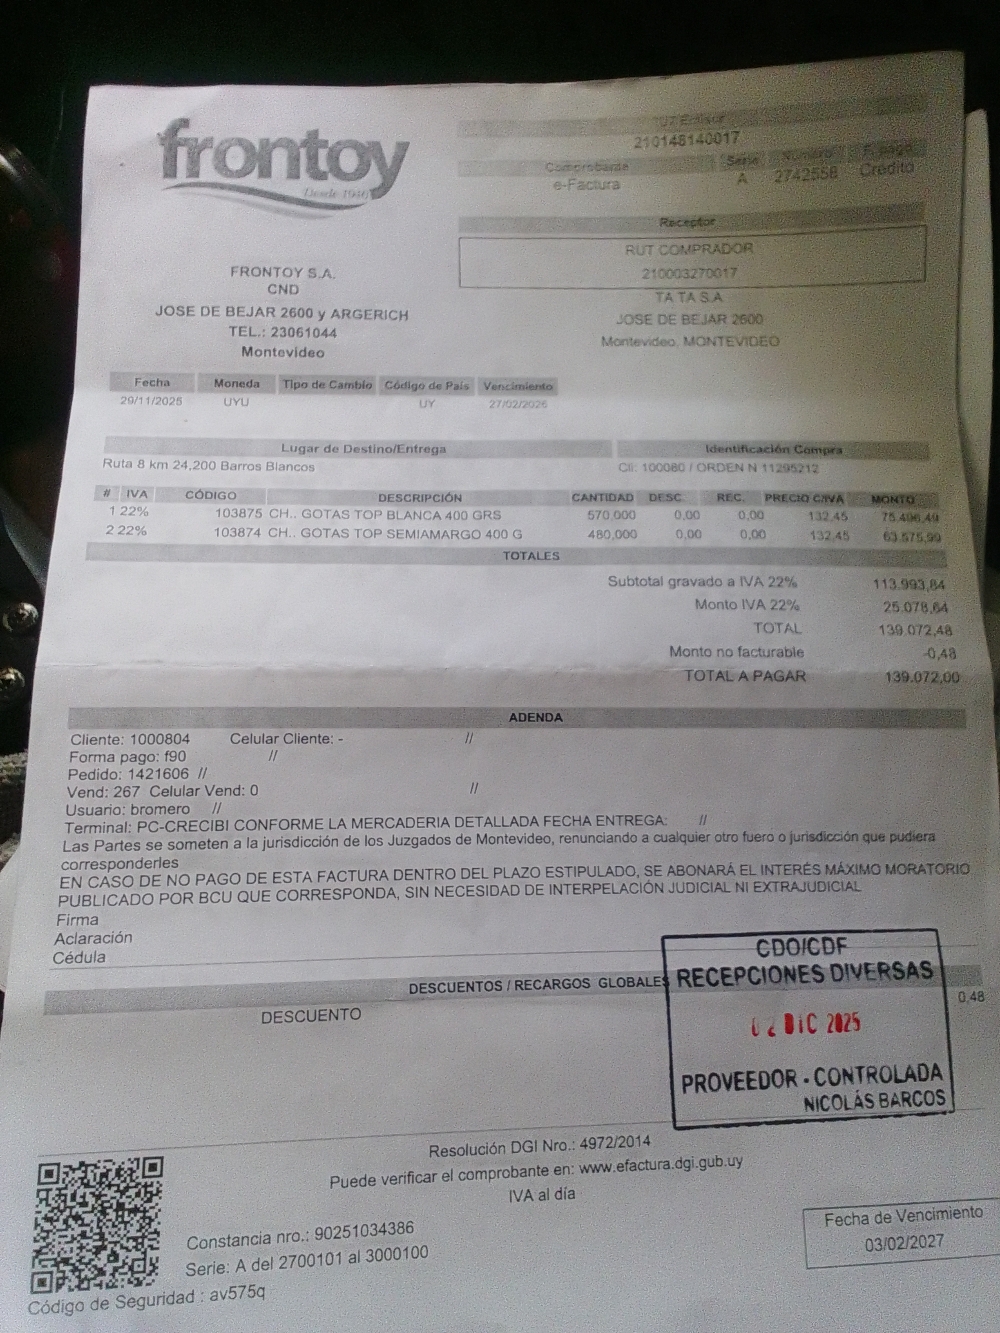 frontoy
Desde 1946
RUT Emisor
210148140017
Comprobante Serie Número F. pago
e-Factura A 2742558 Crédito
Receptor
RUT COMPRADOR
210003270017
TA TA S.A
JOSE DE BEJAR 2600
Montevideo, MONTEVIDEO
FRONTOY S.A.
CND
JOSE DE BEJAR 2600 y ARGERICH
TEL.: 23061044
Montevideo
Fecha Moneda Tipo de Cambio Código de País Vencimiento
29/11/2025 UYU UY 27/02/2026
Lugar de Destino/Entrega Identificación Compra
Ruta 8 km 24,200 Barros Blancos CII: 100080 / ORDEN N 11295212
# IVA CÓDIGO DESCRIPCIÓN CANTIDAD DESC. REC. PRECIO C/IVA MONTO
1 22% 103875 CH.. GOTAS TOP BLANCA 400 GRS 570,000 0,00 0,00 132,45 75.496,49
2 22% 103874 CH.. GOTAS TOP SEMIAMARGO 400 G 480,000 0,00 0,00 132,45 63.575,99
TOTALES
Subtotal gravado a IVA 22% 113.993,84
Monto IVA 22% 25.078,64
TOTAL 139.072,48
Monto no facturable -0,48
TOTAL A PAGAR 139.072,00
ADENDA
Cliente: 1000804 Celular Cliente: - //
Forma pago: f90 //
Pedido: 1421606 //
Vend: 267 Celular Vend: 0 //
Usuario: bromero //
Terminal: PC-CRECIBI CONFORME LA MERCADERIA DETALLADA FECHA ENTREGA: //
Las Partes se someten a la jurisdicción de los Juzgados de Montevideo, renunciando a cualquier otro fuero o jurisdicción que pudiera
corresponderles
EN CASO DE NO PAGO DE ESTA FACTURA DENTRO DEL PLAZO ESTIPULADO, SE ABONARÁ EL INTERÉS MÁXIMO MORATORIO
PUBLICADO POR BCU QUE CORRESPONDA, SIN NECESIDAD DE INTERPELACIÓN JUDICIAL NI EXTRAJUDICIAL
Firma
Aclaración
Cédula
DESCUENTOS / RECARGOS GLOBALES
DESCUENTO 0,48
CDO/CDF
RECEPCIONES DIVERSAS
02 DIC 2025
PROVEEDOR - CONTROLADA
NICOLÁS BARCOS
Resolución DGI Nro.: 4972/2014
Puede verificar el comprobante en: www.efactura.dgi.gub.uy
IVA al día
Constancia nro.: 90251034386
Serie: A del 2700101 al 3000100
Código de Seguridad : av575q
Fecha de Vencimiento
03/02/2027